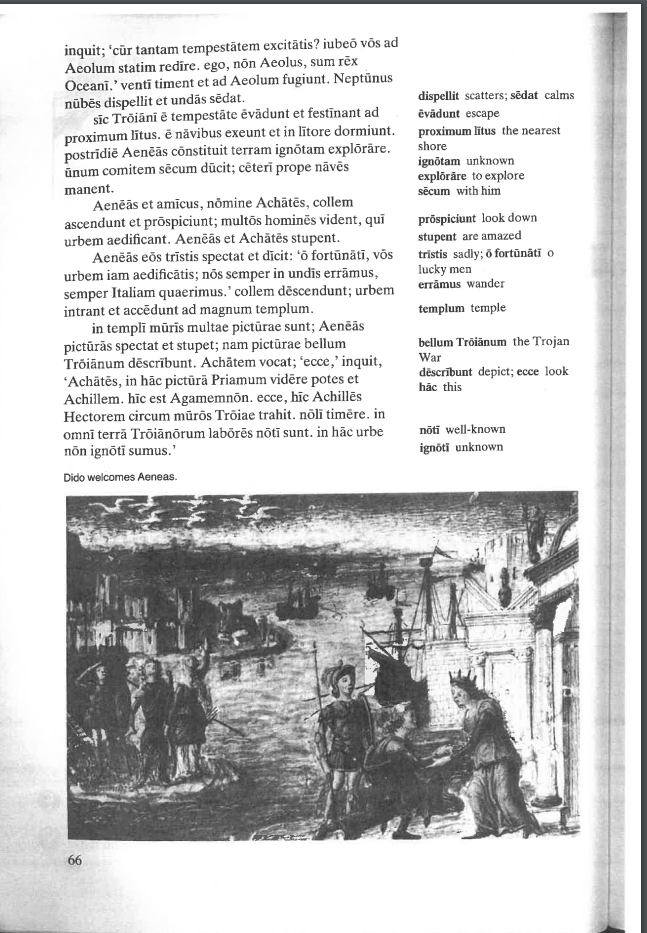 inquit; ‘cūr tantam tempestātem excitātis? iubeō vōs ad
Aeolum statim redīre. ego, nōn Aeolus, sum rēx
Oceanī.’ ventī timent et ad Aeolum fugiunt. Neptūnus
nūbēs dispellit et undās sēdat.
sīc Trōiānī ē tempestāte ēvādunt et festīnant ad
proximum lītus. ē nāvibus exeunt et in lītore dormiunt.
postrīdiē Aenēās cōnstituit terram ignōtam explōrāre.
ūnum comitem sēcum dūcit; cēterī prope nāvēs
manent.
Aenēās et amīcus, nōmine Achātēs, collem
ascendunt et prōspiciunt; multōs hominēs vident, quī
urbem aedificant. Aenēās et Achātēs stupent.
Aenēās eōs trīstis spectat et dīcit: ‘ō fortūnātī, vōs
urbem iam aedificātis; nōs semper in undīs errāmus,
semper Italiam quaerimus.’ collem dēscendunt; urbem
intrant et accēdunt ad magnum templum.
in templī mūrīs multae pictūrae sunt; Aenēās
pictūrās spectat et stupet; nam pictūrae bellum
Trōiānum dēscrībunt. Achātem vocat; ‘ecce,’ inquit,
‘Achātēs, in hāc pictūrā Priamum vidēre potes et
Achillem. hīc est Agamemnōn. ecce, hīc Achillēs
Hectorem circum mūrōs Trōiae trahit. nōlī timēre. in
omnī terrā Trōiānōrum labōrēs nōtī sunt. in hāc urbe
nōn ignōtī sumus.’
dispellit scatters; sēdat calms
ēvādunt escape
proximum lītus the nearest
shore
ignōtam unknown
explōrāre to explore
sēcum with him
prōspiciunt look down
stupent are amazed
trīstis sadly; ō fortūnātī o
lucky men
errāmus wander
templum temple
bellum Trōiānum the Trojan
War
dēscrībunt depict; ecce look
hāc this
nōtī well-known
ignōtī unknown
Dido welcomes Aeneas.
66